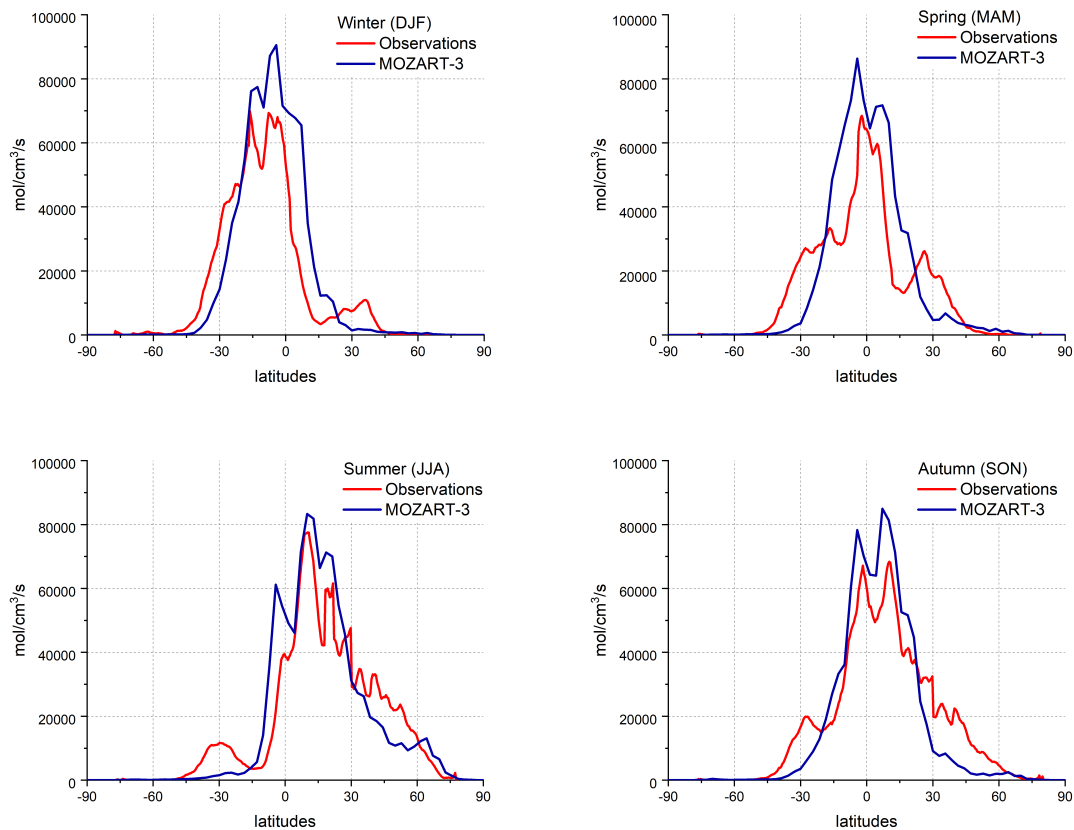 Winter (DJF)
Observations
MOZART-3
100000
80000
60000
40000
20000
0
mol/cm³/s
-90 -60 -30 0 30 60 90
latitudes
Spring (MAM)
Observations
MOZART-3
100000
80000
60000
40000
20000
0
mol/cm³/s
-90 -60 -30 0 30 60 90
latitudes
Summer (JJA)
Observations
MOZART-3
100000
80000
60000
40000
20000
0
mol/cm³/s
-90 -60 -30 0 30 60 90
latitudes
Autumn (SON)
Observations
MOZART-3
100000
80000
60000
40000
20000
0
mol/cm³/s
-90 -60 -30 0 30 60 90
latitudes